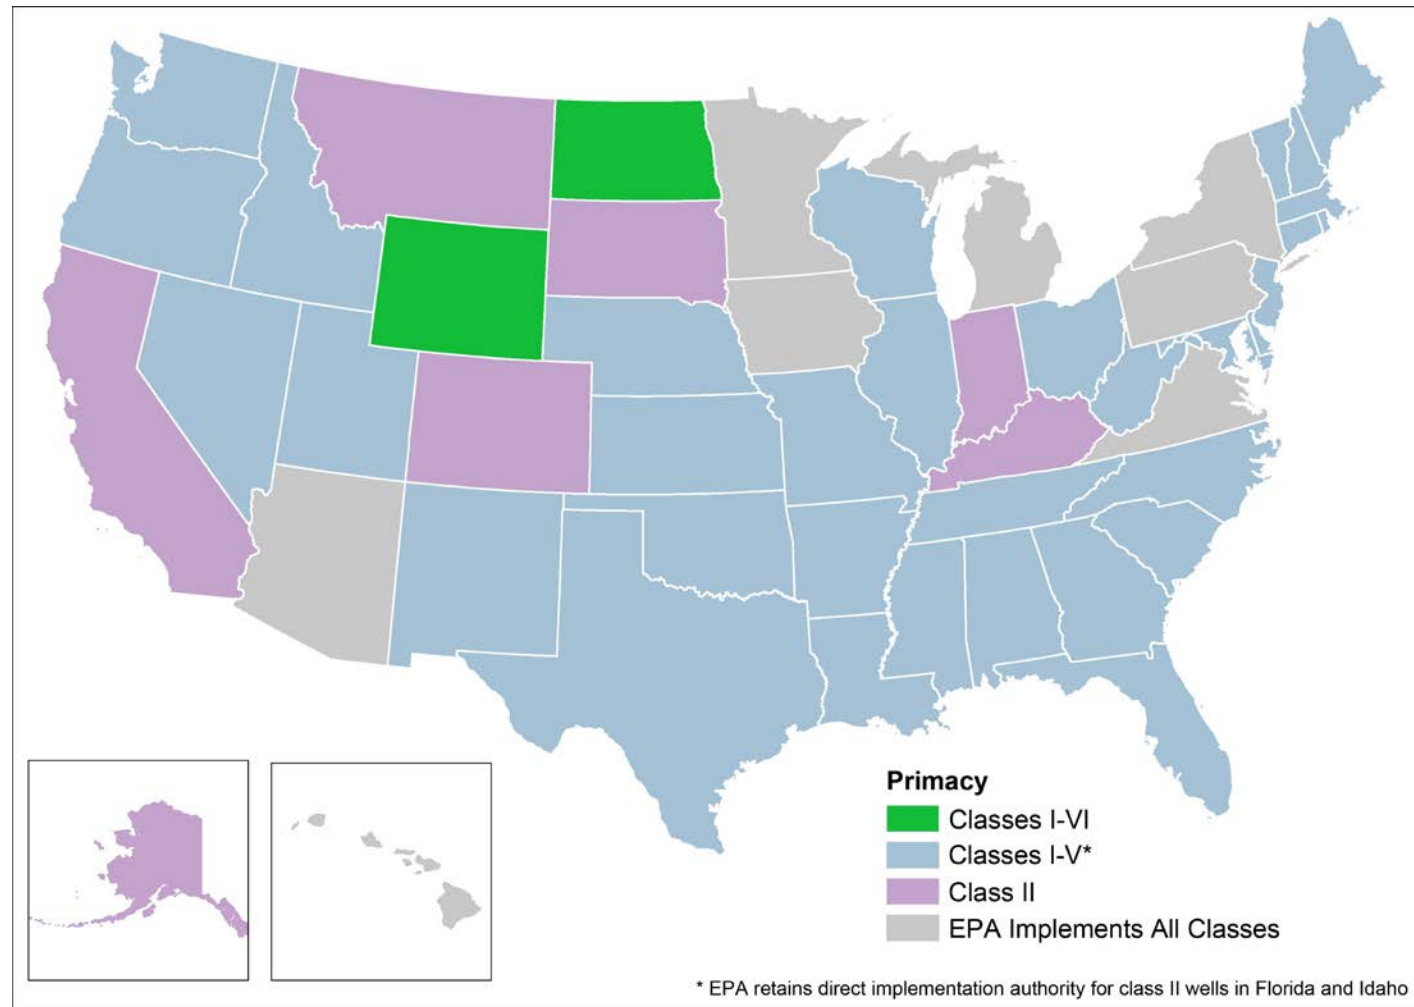 Primacy
Classes I-VI
Classes I-V*
Class II
EPA Implements All Classes
* EPA retains direct implementation authority for class II wells in Florida and Idaho